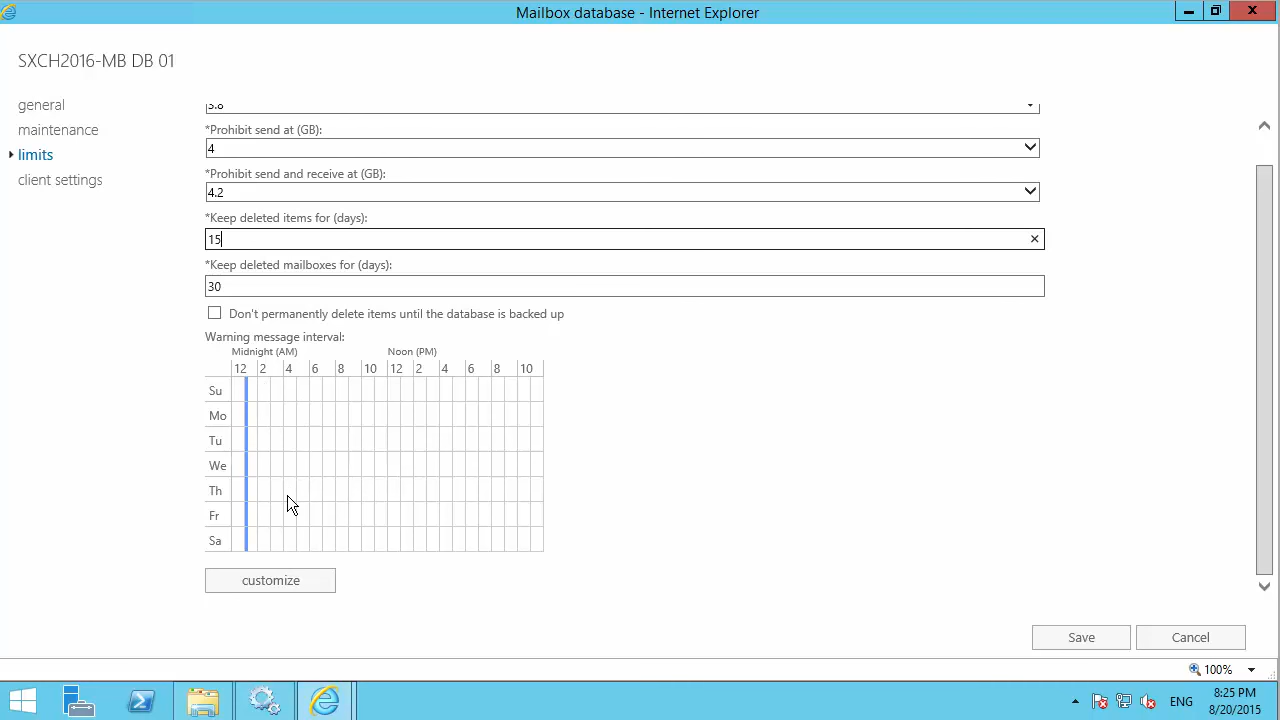 Mailbox database - Internet Explorer
SXCH2016-MB DB 01
general
maintenance
limits
client settings
3.8
*Prohibit send at (GB):
4
*Prohibit send and receive at (GB):
4.2
*Keep deleted items for (days):
15
*Keep deleted mailboxes for (days):
30
Don't permanently delete items until the database is backed up
Warning message interval:
Midnight (AM) Noon (PM)
12 2 4 6 8 10 12 2 4 6 8 10
Su
Mo
Tu
We
Th
Fr
Sa
customize
Save Cancel
100%
ENG
8:25 PM
8/20/2015